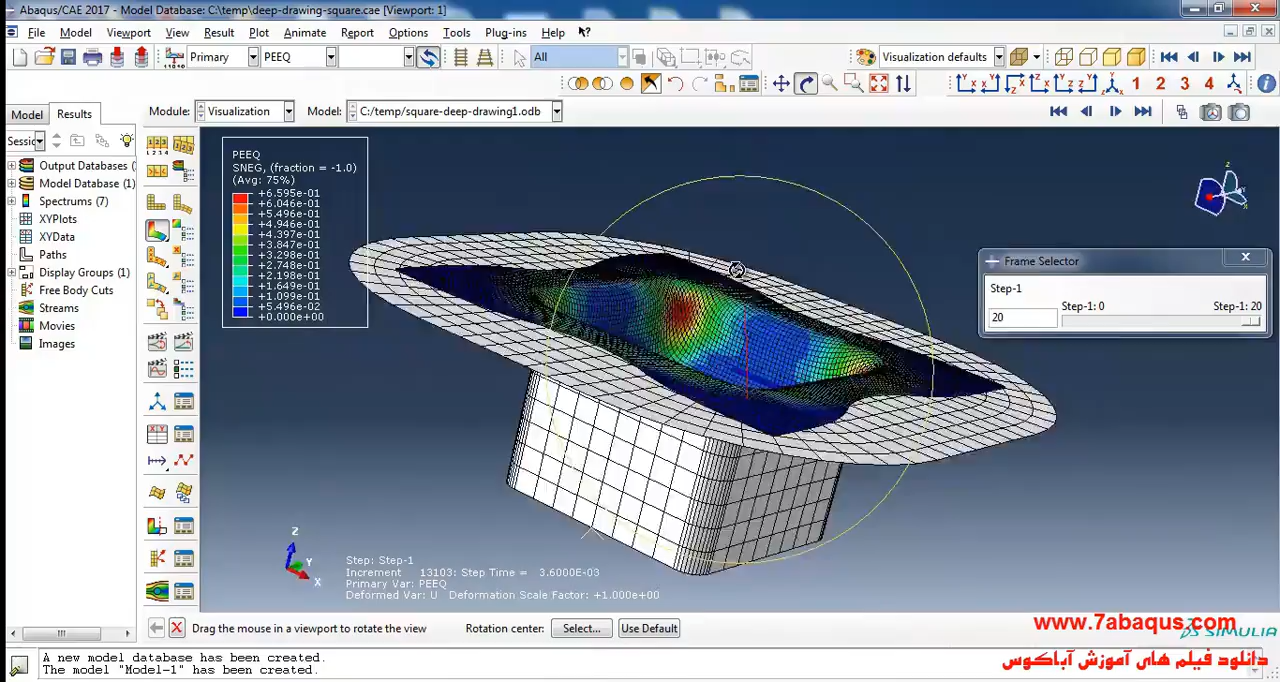 Abaqus/CAE 2017 - Model Database: C:\temp\deep-drawing-square.cae [Viewport: 1]
File Model Viewport View Result Plot Animate Report Options Tools Plug-ins Help
Primary PEEQ All Visualization defaults
1 2 3 4
Model Results Module: Visualization Model: C:/temp/square-deep-drawing1.odb
Output Databases
Model Database (1)
Spectrums (7)
XYPlots
XYData
Paths
Display Groups (1)
Free Body Cuts
Streams
Movies
Images
PEEQ
SNEG, (fraction = -1.0)
(Avg: 75%)
+6.595e-01
+6.046e-01
+5.496e-01
+4.946e-01
+4.397e-01
+3.847e-01
+3.298e-01
+2.748e-01
+2.198e-01
+1.649e-01
+1.099e-01
+5.496e-02
+0.000e+00
Frame Selector
Step-1
Step-1: 0 Step-1: 20
20
Z
Y
X
Step: Step-1
Increment 13103: Step Time = 3.6000E-03
Primary Var: PEEQ
Deformed Var: U Deformation Scale Factor: +1.000e+00
Drag the mouse in a viewport to rotate the view Rotation center: Select... Use Default
www.7abaqus.com
SIMULIA
دانلود فیلم های آموزش آباکوس
A new model database has been created.
The model "Model-1" has been created.